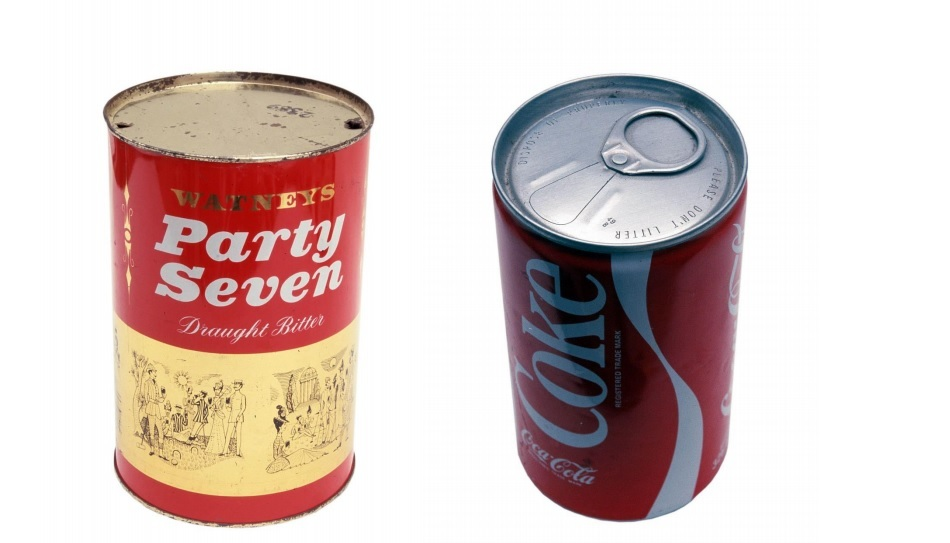 WATNEYS
Party
Seven
Draught Bitter
PLEASE DON'T LITTER
Coke
REGISTERED TRADE MARK
Coca-Cola